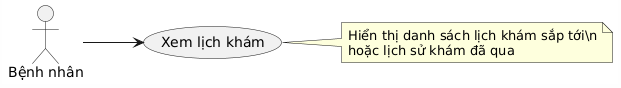 Bệnh nhân
Xem lịch khám
Hiển thị danh sách lịch khám sắp tới\n
hoặc lịch sử khám đã qua